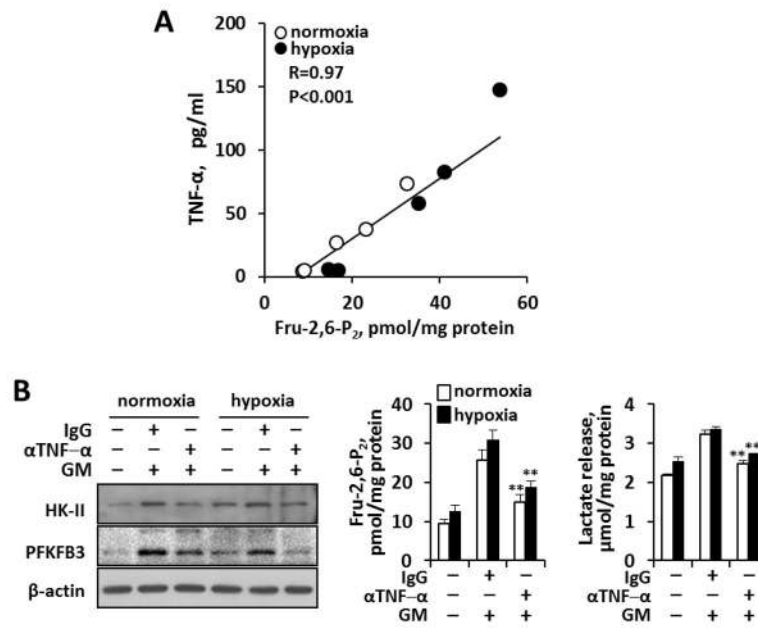 A
normoxia
hypoxia
R=0.97
P<0.001
200
150
100
50
0
TNF-α, pg/ml
0 20 40 60
Fru-2,6-P₂, pmol/mg protein
B
normoxia hypoxia
IgG – + – – + –
αTNF–α – – + – – +
GM – + + – + +
HK-II
PFKFB3
β-actin
normoxia
hypoxia
40
30
20
10
0
Fru-2,6-P₂,
pmol/mg protein
**
**
IgG – + –
αTNF–α – – +
GM – + +
4
3
2
1
0
Lactate release,
μmol/mg protein
**
**
IgG – + –
αTNF–α – – +
GM – + +